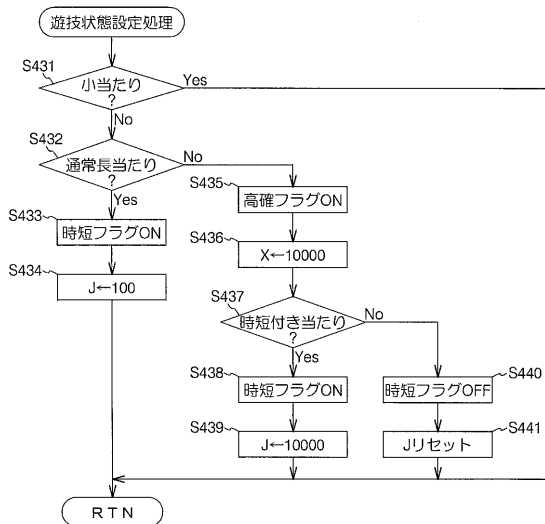 遊技状態設定処理
S431
小当たり
?
Yes
No
S432
通常長当たり
?
No
Yes
S433
時短フラグON
S434
J←100
S435
高確フラグON
S436
X←10000
S437
時短付き当たり
?
No
Yes
S438
時短フラグON
S439
J←10000
S440
時短フラグOFF
S441
Jリセット
RTN